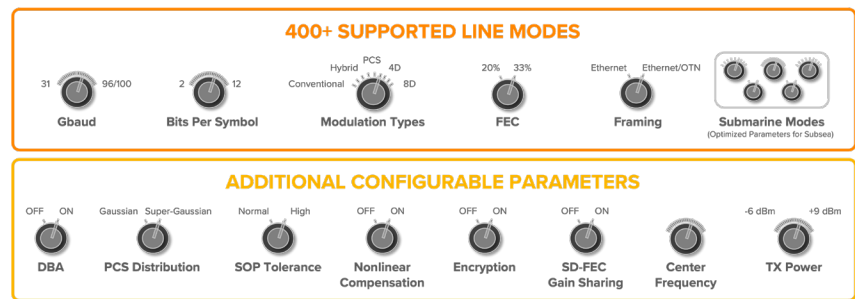 400+ SUPPORTED LINE MODES
31 96/100
Gbaud
2 12
Bits Per Symbol
Conventional Hybrid PCS 4D 8D
Modulation Types
20% 33%
FEC
Ethernet Ethernet/OTN
Framing
Submarine Modes
(Optimized Parameters for Subsea)
ADDITIONAL CONFIGURABLE PARAMETERS
OFF ON
DBA
Gaussian Super-Gaussian
PCS Distribution
Normal High
SOP Tolerance
OFF ON
Nonlinear
Compensation
OFF ON
Encryption
OFF ON
SD-FEC
Gain Sharing
Center
Frequency
-6 dBm +9 dBm
TX Power